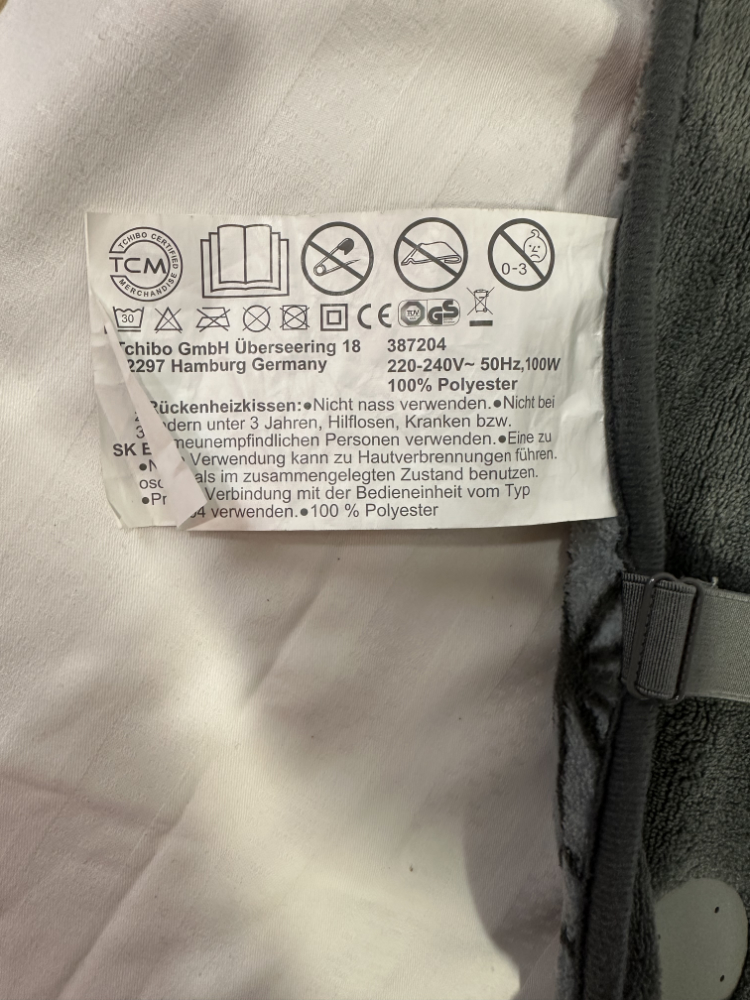 TCHIBO CERTIFIED
TCM
MERCHANDISE
0-3
30
TÜV GS
Tchibo GmbH Überseering 18
2297 Hamburg Germany
387204
220-240V~ 50Hz,100W
100% Polyester
Rückenheizkissen:●Nicht nass verwenden.●Nicht bei
dern unter 3 Jahren, Hilflosen, Kranken bzw.
meunempfindlichen Personen verwenden.●Eine zu
SK
Verwendung kann zu Hautverbrennungen führen.
als im zusammengelegten Zustand benutzen.
●Pr
Verbindung mit der Bedieneinheit vom Typ
4 verwenden.●100 % Polyester